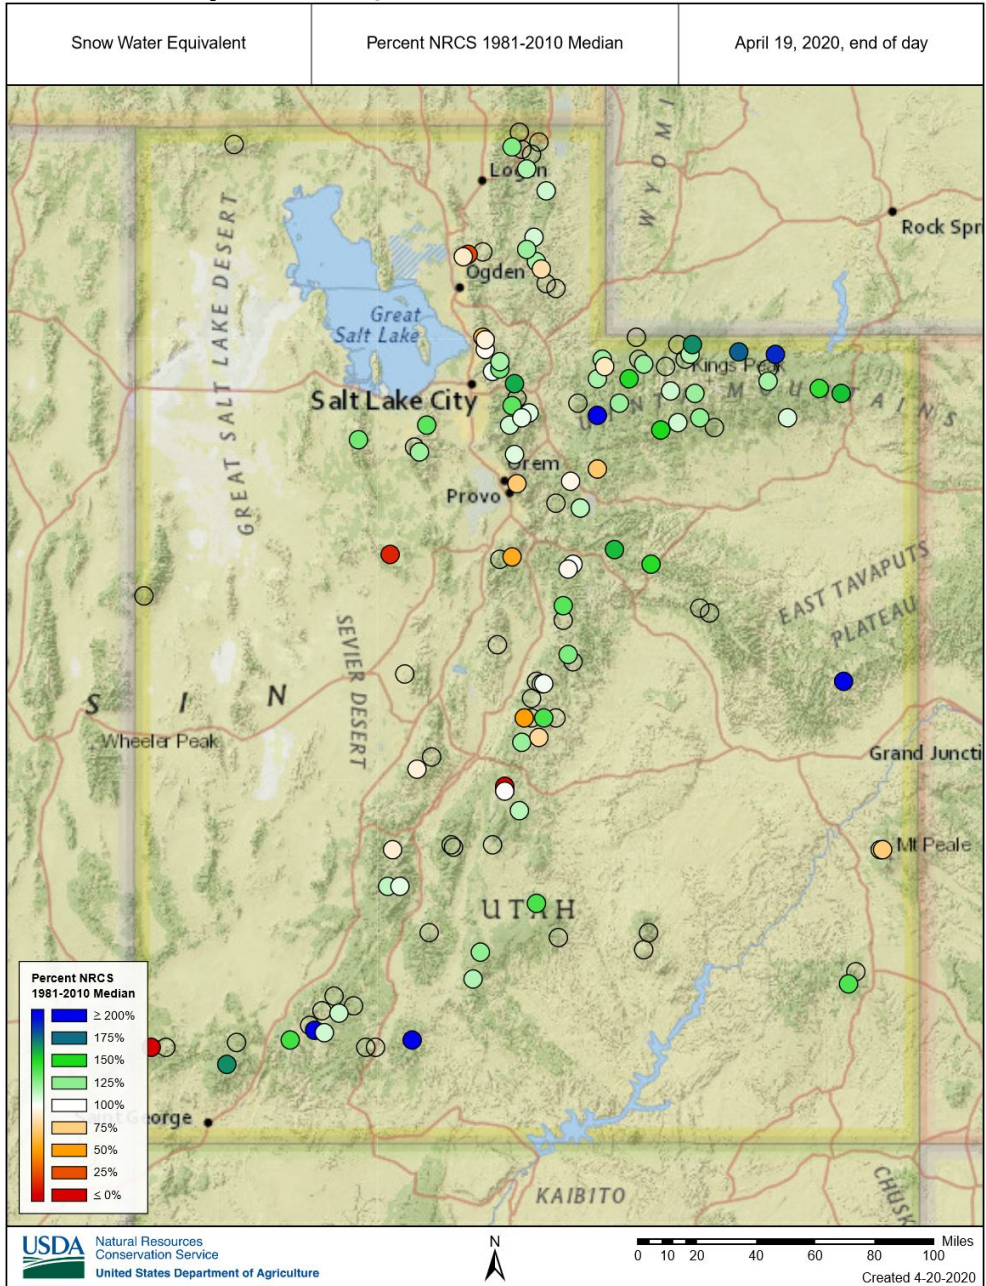 Snow Water Equivalent
Percent NRCS 1981-2010 Median
April 19, 2020, end of day
WYOMI
Logan
Rock Spri
GREAT SALT LAKE DESERT
Ogden
Great
Salt Lake
Kings Peak
UINTA MOUNTAINS
Salt Lake City
Orem
Provo
EAST TAVAPUTS
PLATEAU
SEVIER DESERT
S I N
Wheeler Peak
Grand Juncti
Mt Peale
UTAH
Percent NRCS
1981-2010 Median
≥ 200%
175%
150%
125%
100%
75%
50%
25%
≤ 0%
Saint George
KAIBITO
CHUSK
USDA
Natural Resources
Conservation Service
United States Department of Agriculture
N
Miles
0 10 20 40 60 80 100
Created 4-20-2020